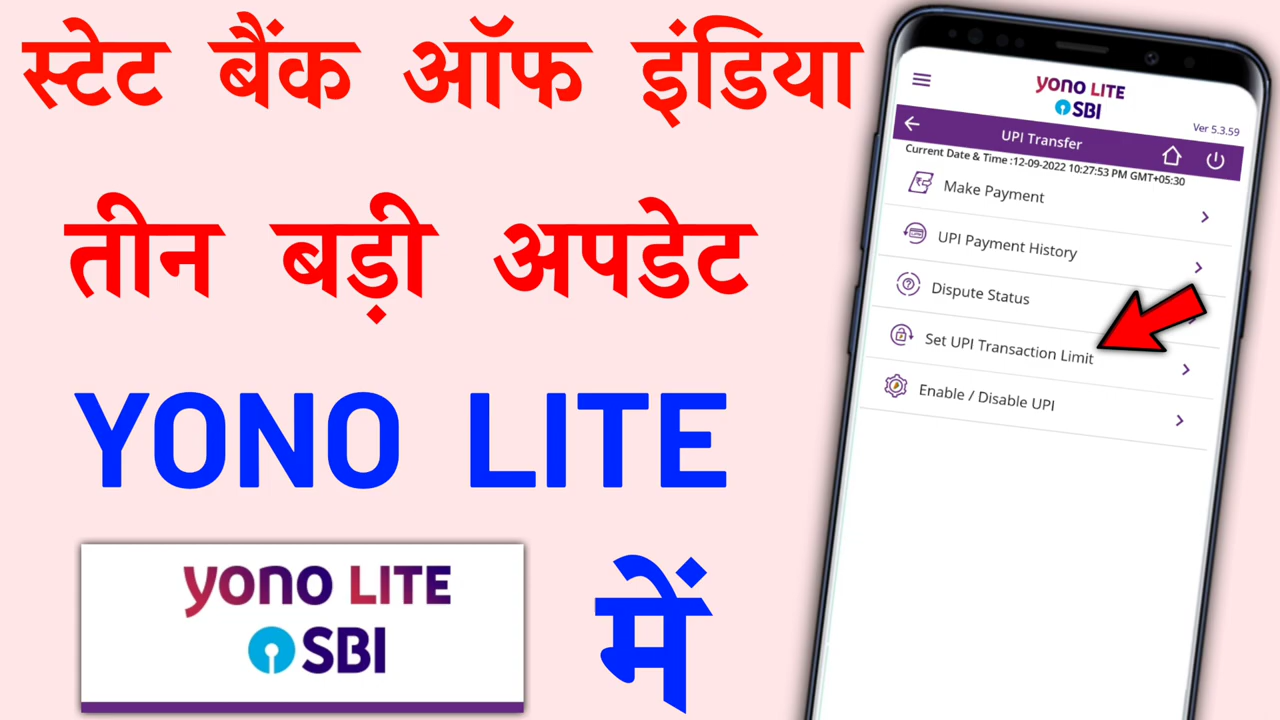 स्टेट बैंक ऑफ इंडिया
तीन बड़ी अपडेट
YONO LITE
में
yono LITE
SBI
yono LITE
SBI
Ver 5.3.59
UPI Transfer
Current Date & Time :12-09-2022 10:27:53 PM GMT+05:30
Make Payment
UPI Payment History
Dispute Status
Set UPI Transaction Limit
Enable / Disable UPI